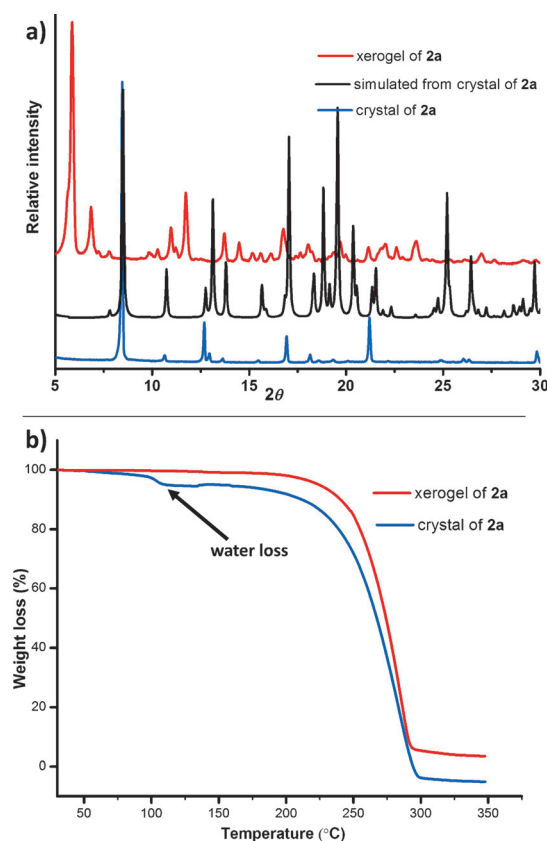 a)
xerogel of 2a
simulated from crystal of 2a
crystal of 2a
Relative intensity
5 10 15 20 25 30
2θ
b)
100
80
60
40
20
0
xerogel of 2a
crystal of 2a
water loss
Weight loss (%)
50 100 150 200 250 300 350
Temperature (°C)